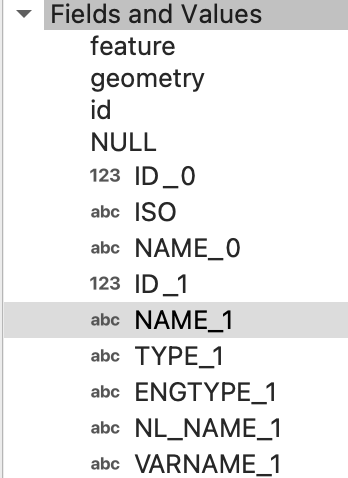 Fields and Values
feature
geometry
id
NULL
123 ID_0
abc ISO
abc NAME_0
123 ID_1
abc NAME_1
abc TYPE_1
abc ENGTYPE_1
abc NL_NAME_1
abc VARNAME_1